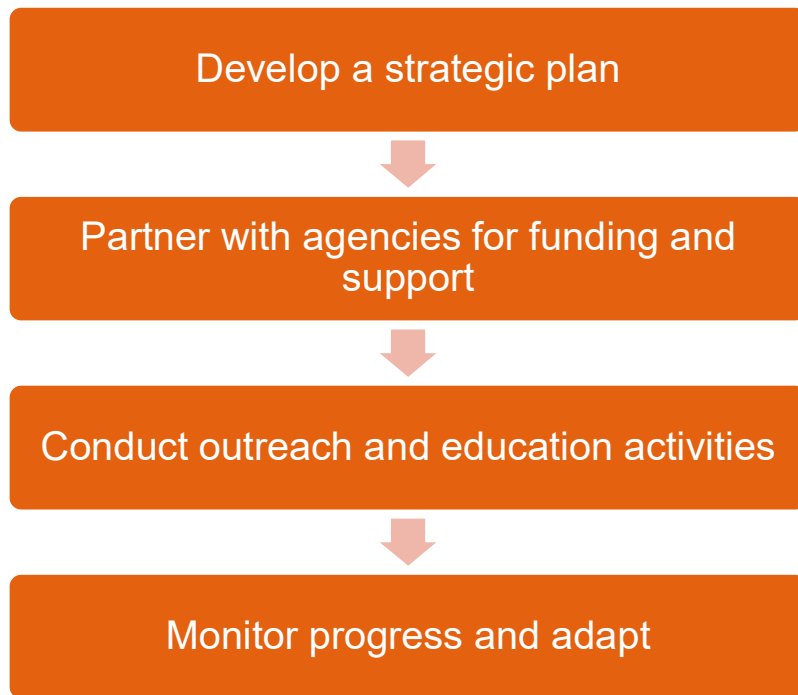 Develop a strategic plan
Partner with agencies for funding and
support
Conduct outreach and education activities
Monitor progress and adapt